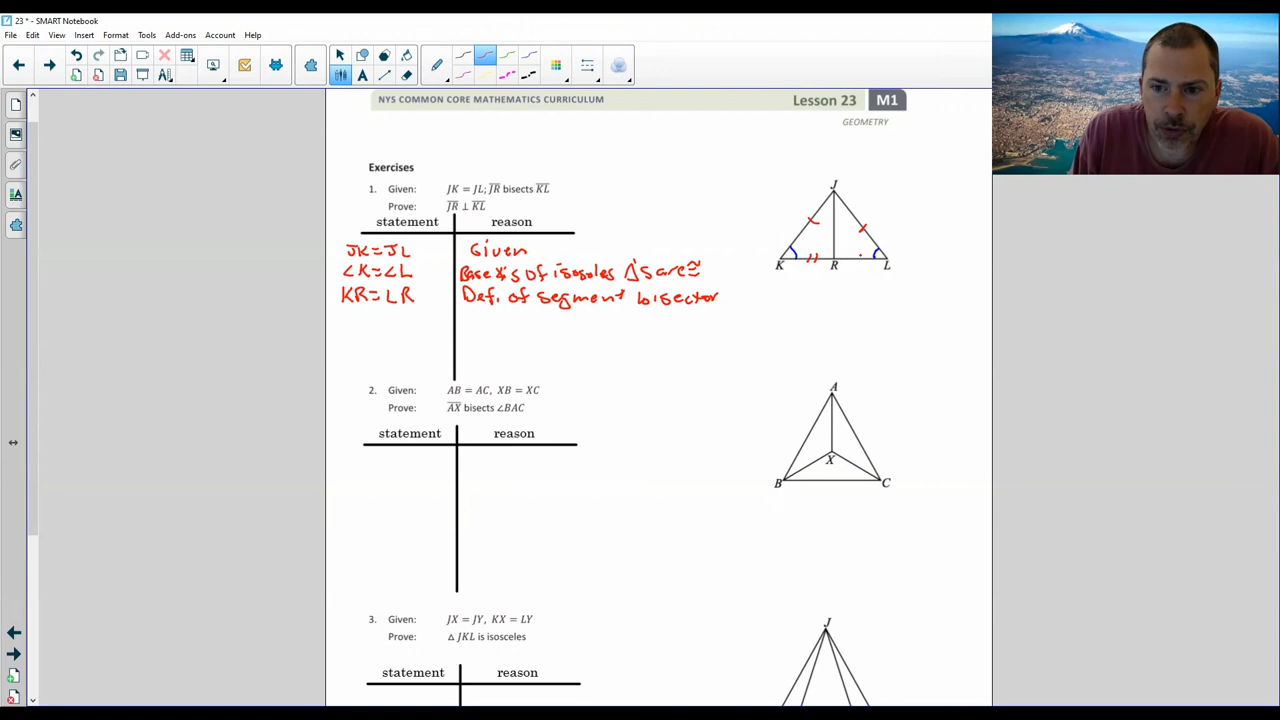 23 * - SMART Notebook
File Edit View Insert Format Tools Add-ons Account Help
NYS COMMON CORE MATHEMATICS CURRICULUM Lesson 23 M1
GEOMETRY
Exercises
1. Given: JK = JL; JR bisects KL
Prove: JR ⊥ KL
statement reason
JK = JL Given
∠K = ∠L Base ∠'s of isosoles Δ's are ≅
KR = LR Def. of segment bisector
J
K R L
2. Given: AB = AC, XB = XC
Prove: AX bisects ∠BAC
statement reason
A
X
B C
3. Given: JX = JY, KX = LY
Prove: △ JKL is isosceles
statement reason
J